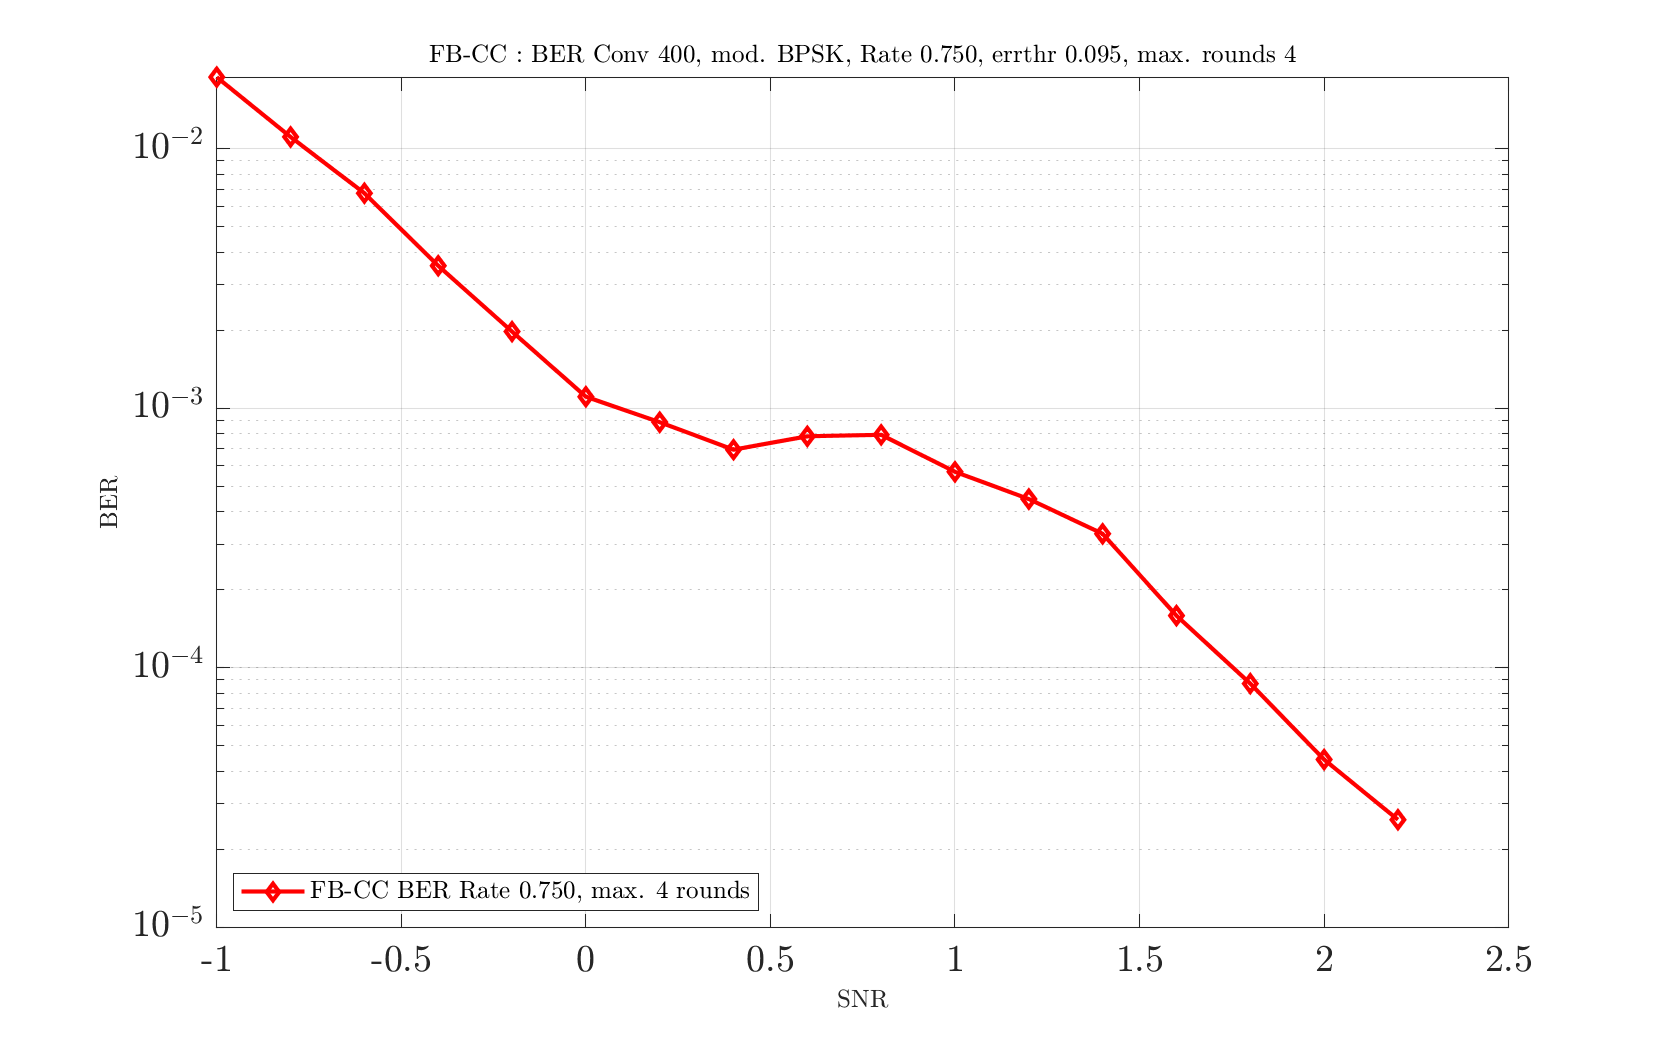 FB-CC : BER Conv 400, mod. BPSK, Rate 0.750, errthr 0.095, max. rounds 4
10⁻²
10⁻³
10⁻⁴
10⁻⁵
BER
FB-CC BER Rate 0.750, max. 4 rounds
-1 -0.5 0 0.5 1 1.5 2 2.5
SNR